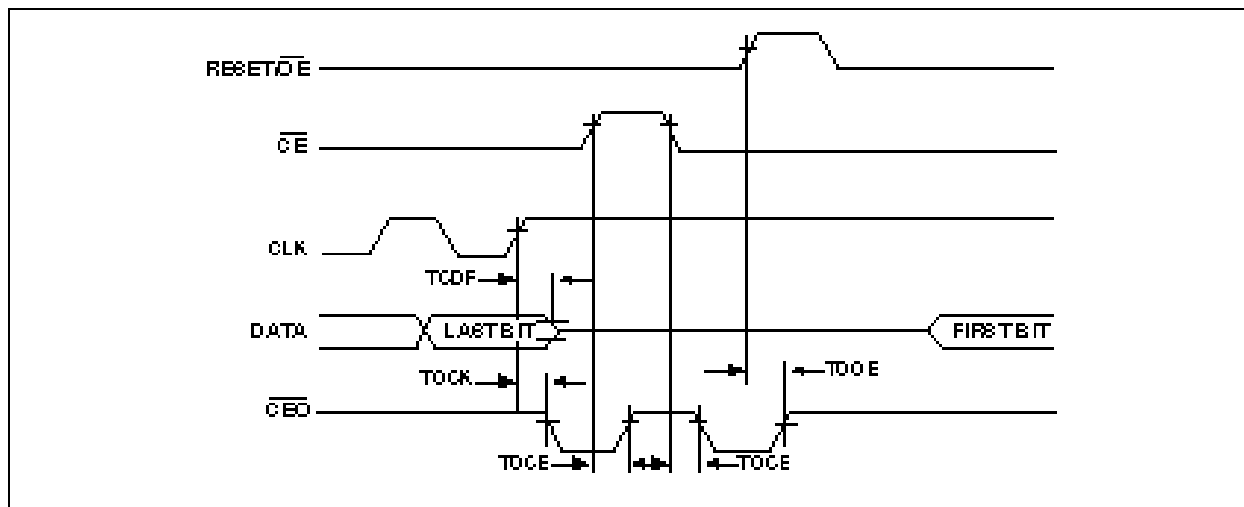 RESET/OE
CE
CLK
TCDF
DATA
LAST BIT
FIRST BIT
TOCK
TOOE
CEO
TOCE
TOCE